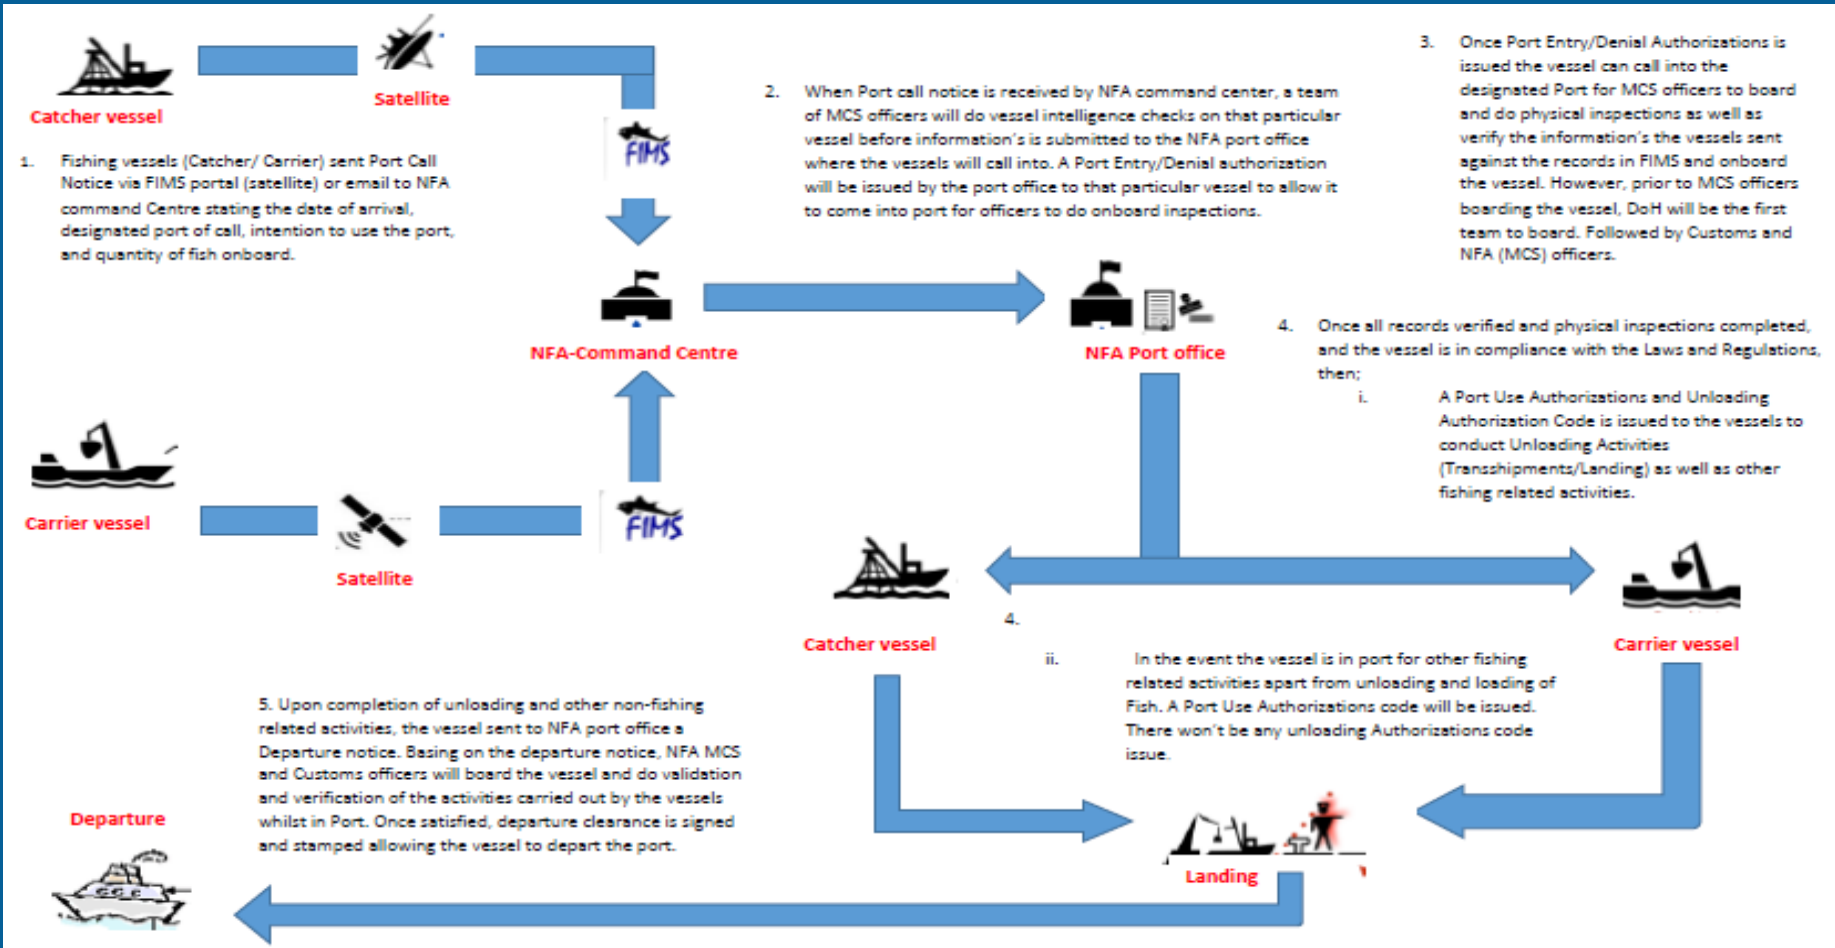 Catcher vessel
Satellite
FIMS
1. Fishing vessels (Catcher/ Carrier) sent Port Call
Notice via FIMS portal (satellite) or email to NFA
command Centre stating the date of arrival,
designated port of call, intention to use the port,
and quantity of fish onboard.
2. When Port call notice is received by NFA command center, a team
of MCS officers will do vessel intelligence checks on that particular
vessel before information's is submitted to the NFA port office
where the vessels will call into. A Port Entry/Denial authorization
will be issued by the port office to that particular vessel to allow it
to come into port for officers to do onboard inspections.
3. Once Port Entry/Denial Authorizations is
issued the vessel can call into the
designated Port for MCS officers to board
and do physical inspections as well as
verify the information's the vessels sent
against the records in FIMS and onboard
the vessel. However, prior to MCS officers
boarding the vessel, DoH will be the first
team to board. Followed by Customs and
NFA (MCS) officers.
NFA-Command Centre
NFA Port office
4. Once all records verified and physical inspections completed,
and the vessel is in compliance with the Laws and Regulations,
then;
i. A Port Use Authorizations and Unloading
Authorization Code is issued to the vessels to
conduct Unloading Activities
(Transshipments/Landing) as well as other
fishing related activities.
Carrier vessel
Satellite
FIMS
Catcher vessel
Carrier vessel
4.
ii. In the event the vessel is in port for other fishing
related activities apart from unloading and loading of
Fish. A Port Use Authorizations code will be issued.
There won't be any unloading Authorizations code
issue.
5. Upon completion of unloading and other non-fishing
related activities, the vessel sent to NFA port office a
Departure notice. Basing on the departure notice, NFA MCS
and Customs officers will board the vessel and do validation
and verification of the activities carried out by the vessels
whilst in Port. Once satisfied, departure clearance is signed
and stamped allowing the vessel to depart the port.
Departure
Landing